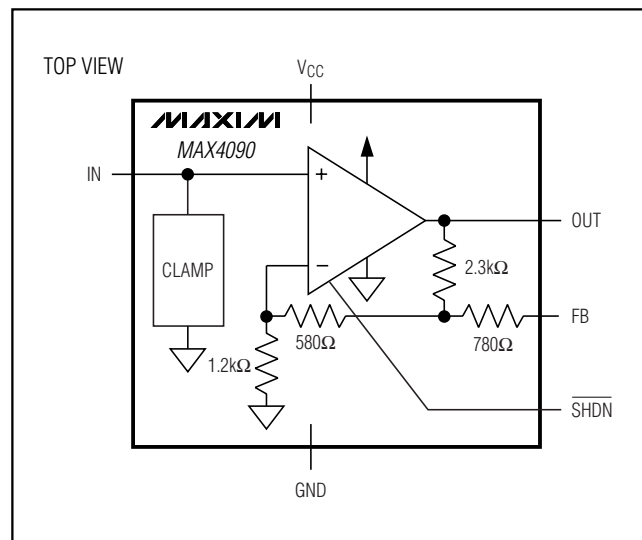 TOP VIEW
VCC
MAXIM
MAX4090
IN
+
OUT
CLAMP
−
2.3kΩ
580Ω
780Ω
FB
1.2kΩ
SHDN
GND